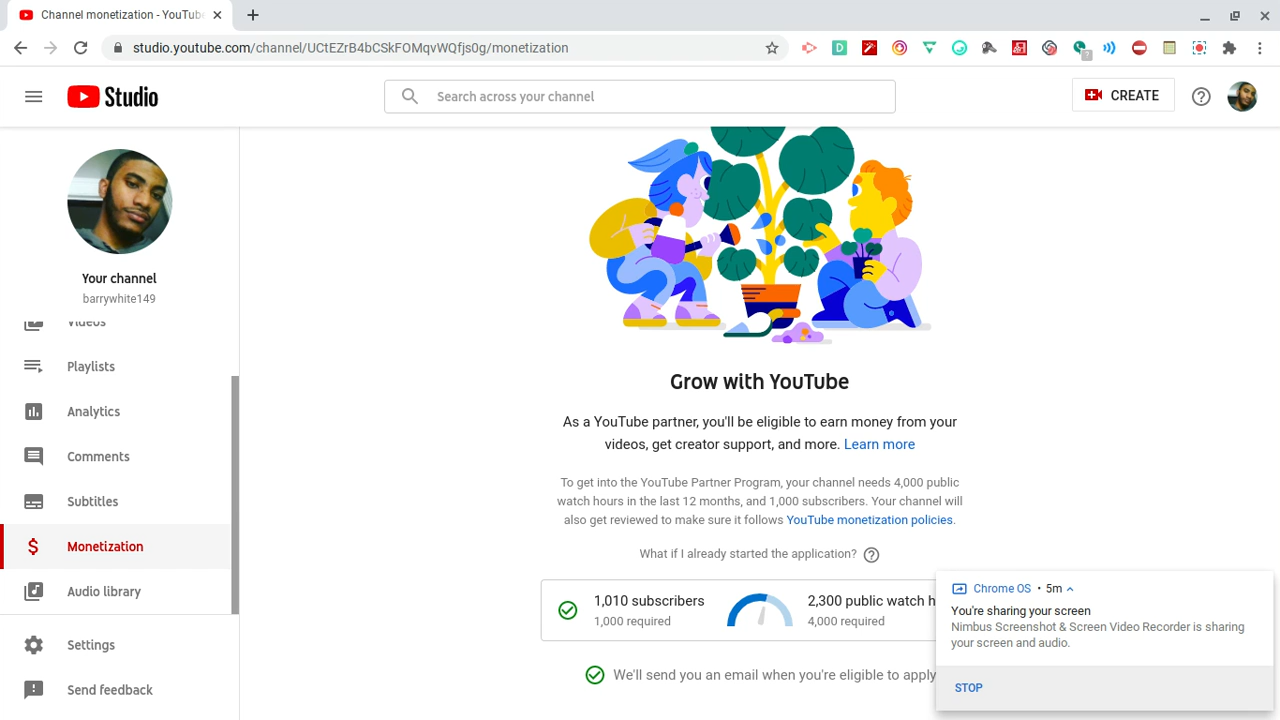 Channel monetization - YouTube
studio.youtube.com/channel/UCtEZrB4bCSkFOMqvWQfjs0g/monetization
Studio
Search across your channel
CREATE
Your channel
barrywhite149
Videos
Playlists
Analytics
Comments
Subtitles
Monetization
Audio library
Settings
Send feedback
Grow with YouTube
As a YouTube partner, you'll be eligible to earn money from your
videos, get creator support, and more. Learn more
To get into the YouTube Partner Program, your channel needs 4,000 public
watch hours in the last 12 months, and 1,000 subscribers. Your channel will
also get reviewed to make sure it follows YouTube monetization policies.
What if I already started the application?
1,010 subscribers
1,000 required
2,300 public watch h
4,000 required
We'll send you an email when you're eligible to apply
Chrome OS • 5m
You're sharing your screen
Nimbus Screenshot & Screen Video Recorder is sharing
your screen and audio.
STOP